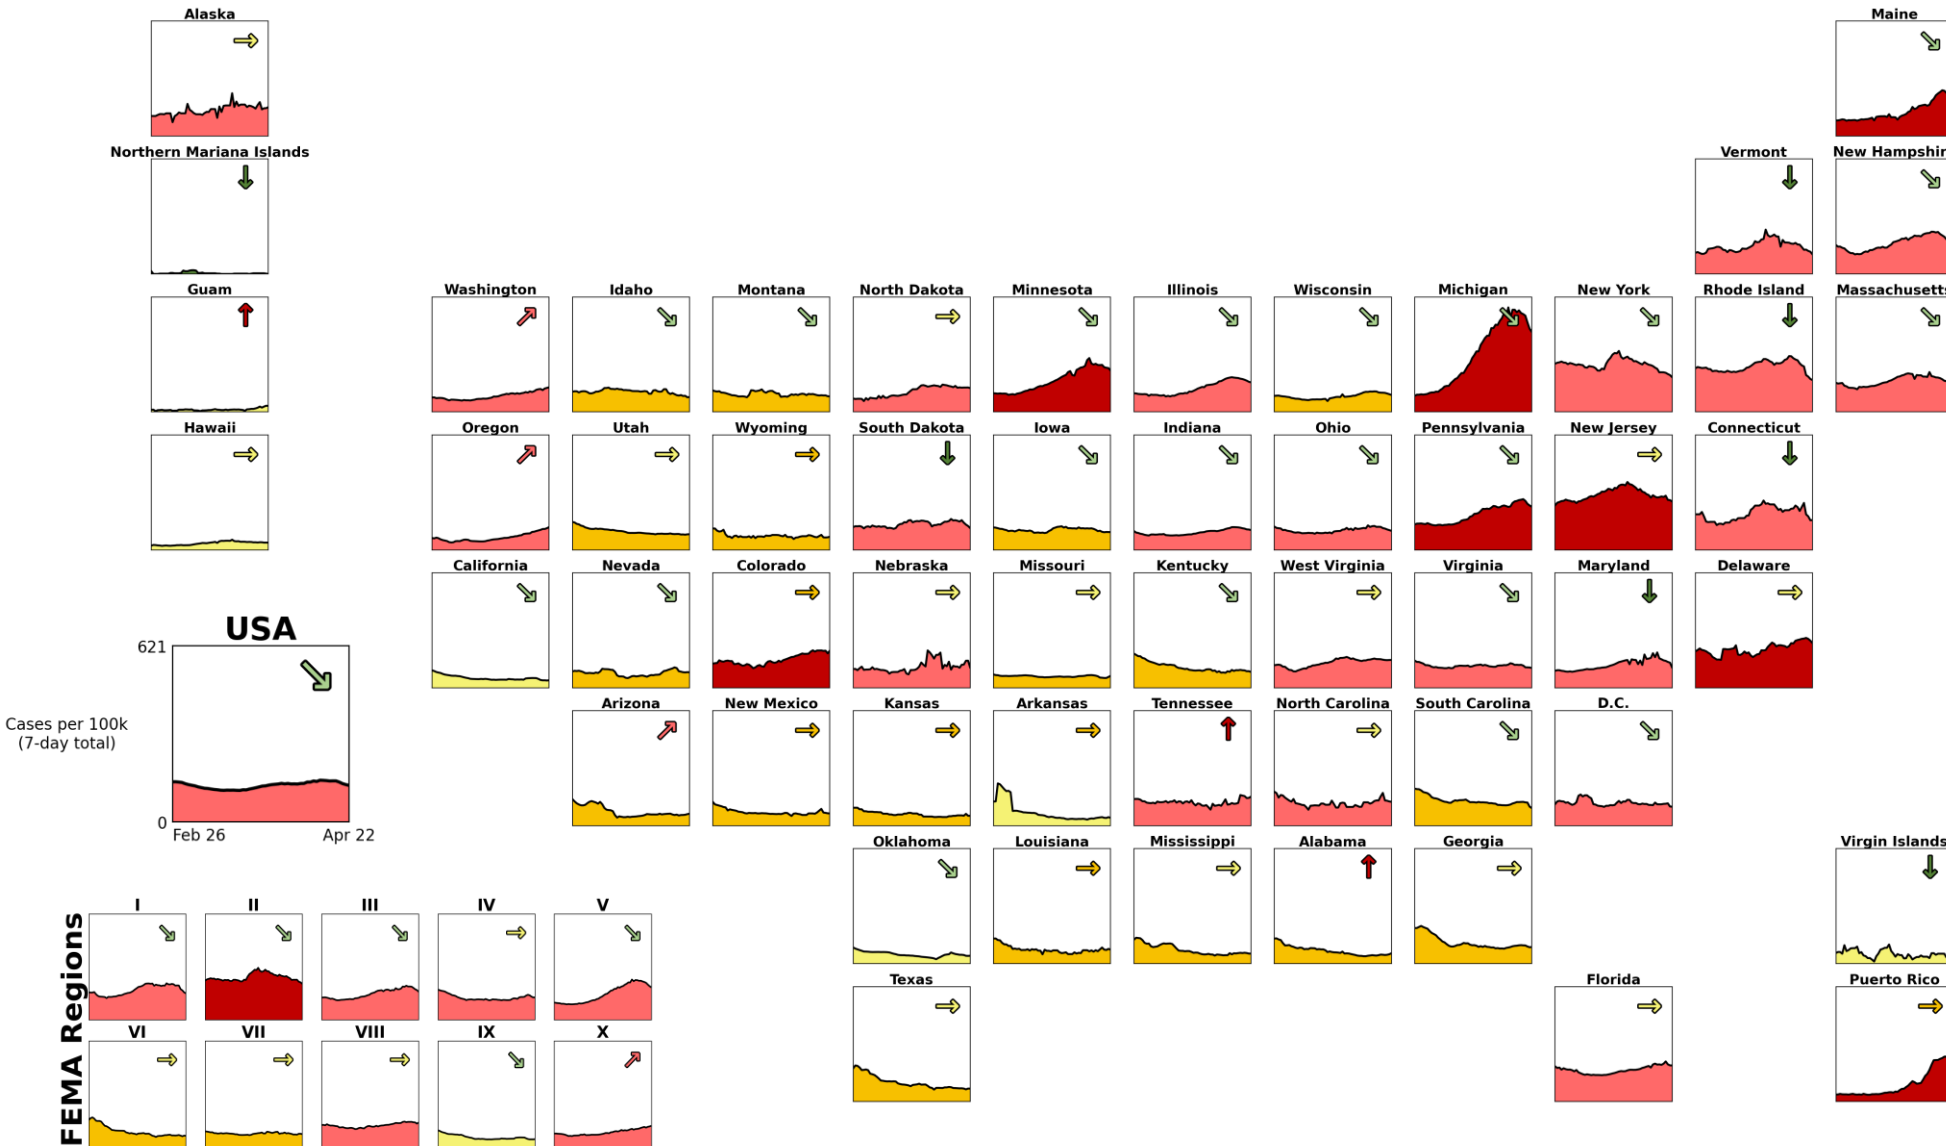 Alaska
Maine
Northern Mariana Islands
Vermont
New Hampshir
Guam
Washington
Idaho
Montana
North Dakota
Minnesota
Illinois
Wisconsin
Michigan
New York
Rhode Island
Massachusetts
Hawaii
Oregon
Utah
Wyoming
South Dakota
Iowa
Indiana
Ohio
Pennsylvania
New Jersey
Connecticut
California
Nevada
Colorado
Nebraska
Missouri
Kentucky
West Virginia
Virginia
Maryland
Delaware
USA
621
Cases per 100k
(7-day total)
0
Feb 26
Apr 22
Arizona
New Mexico
Kansas
Arkansas
Tennessee
North Carolina
South Carolina
D.C.
Oklahoma
Louisiana
Mississippi
Alabama
Georgia
Virgin Islands
Texas
Florida
Puerto Rico
FEMA Regions
I
II
III
IV
V
VI
VII
VIII
IX
X